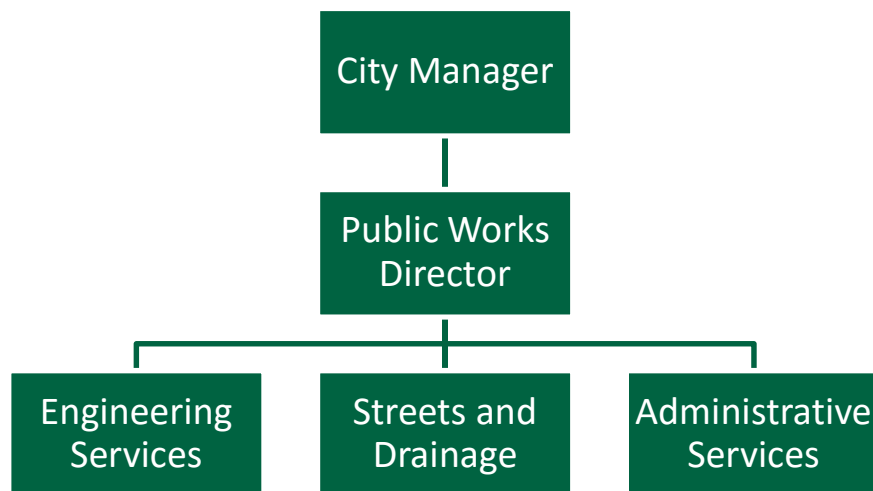 City Manager
Public Works
Director
Engineering
Services
Streets and
Drainage
Administrative
Services